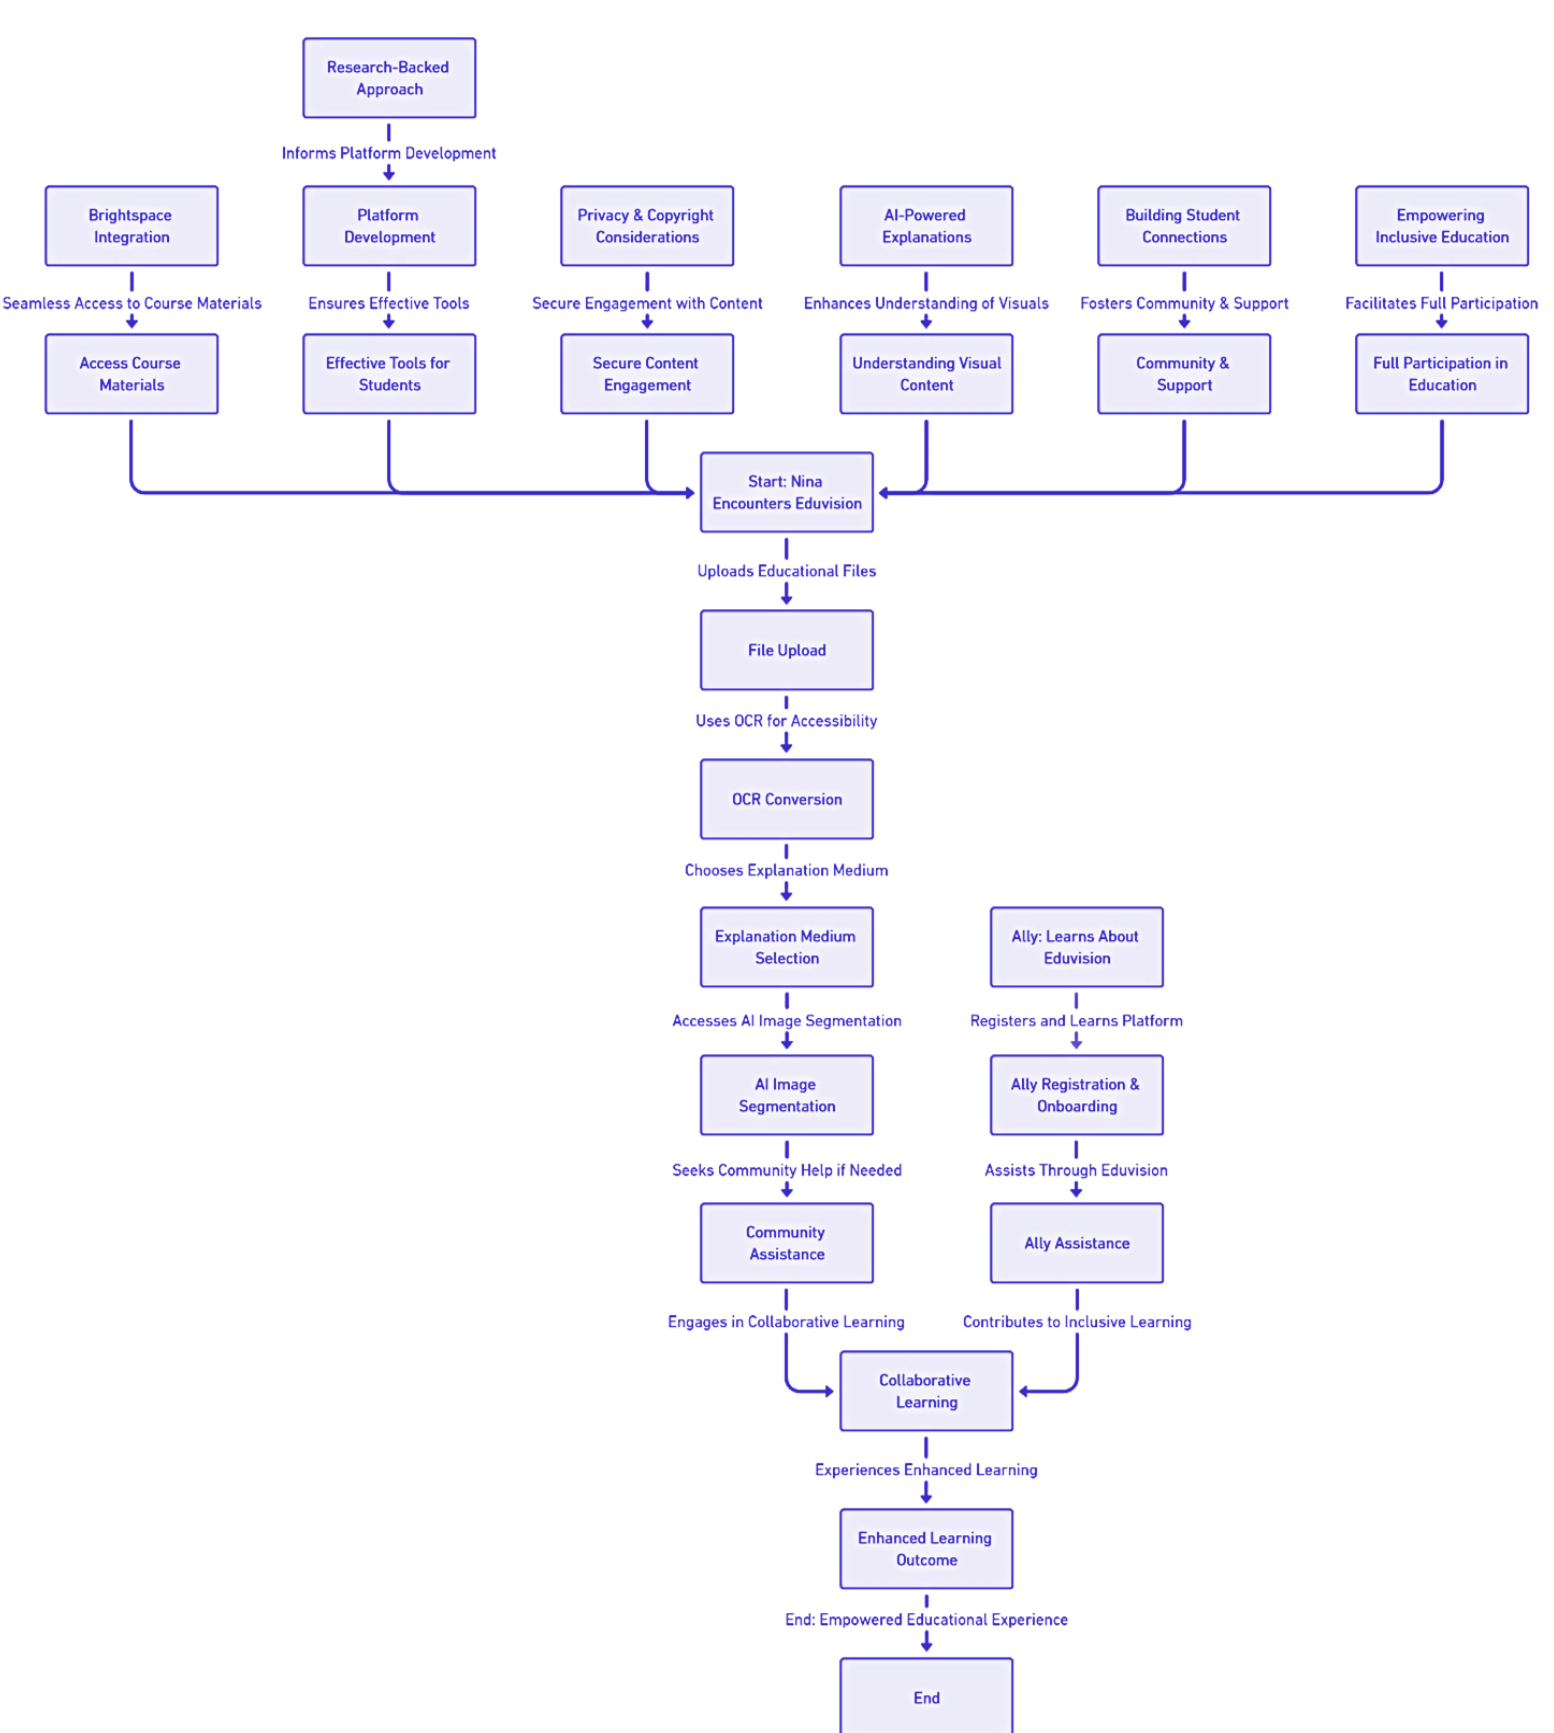 Research-Backed
Approach
Informs Platform Development
Brightspace
Integration
Platform
Development
Privacy & Copyright
Considerations
AI-Powered
Explanations
Building Student
Connections
Empowering
Inclusive Education
Seamless Access to Course Materials
Ensures Effective Tools
Secure Engagement with Content
Enhances Understanding of Visuals
Fosters Community & Support
Facilitates Full Participation
Access Course
Materials
Effective Tools for
Students
Secure Content
Engagement
Understanding Visual
Content
Community &
Support
Full Participation in
Education
Start: Nina
Encounters Eduvision
Uploads Educational Files
File Upload
Uses OCR for Accessibility
OCR Conversion
Chooses Explanation Medium
Explanation Medium
Selection
Ally: Learns About
Eduvision
Accesses AI Image Segmentation
Registers and Learns Platform
AI Image
Segmentation
Ally Registration &
Onboarding
Seeks Community Help if Needed
Assists Through Eduvision
Community
Assistance
Ally Assistance
Engages in Collaborative Learning
Contributes to Inclusive Learning
Collaborative
Learning
Experiences Enhanced Learning
Enhanced Learning
Outcome
End: Empowered Educational Experience
End